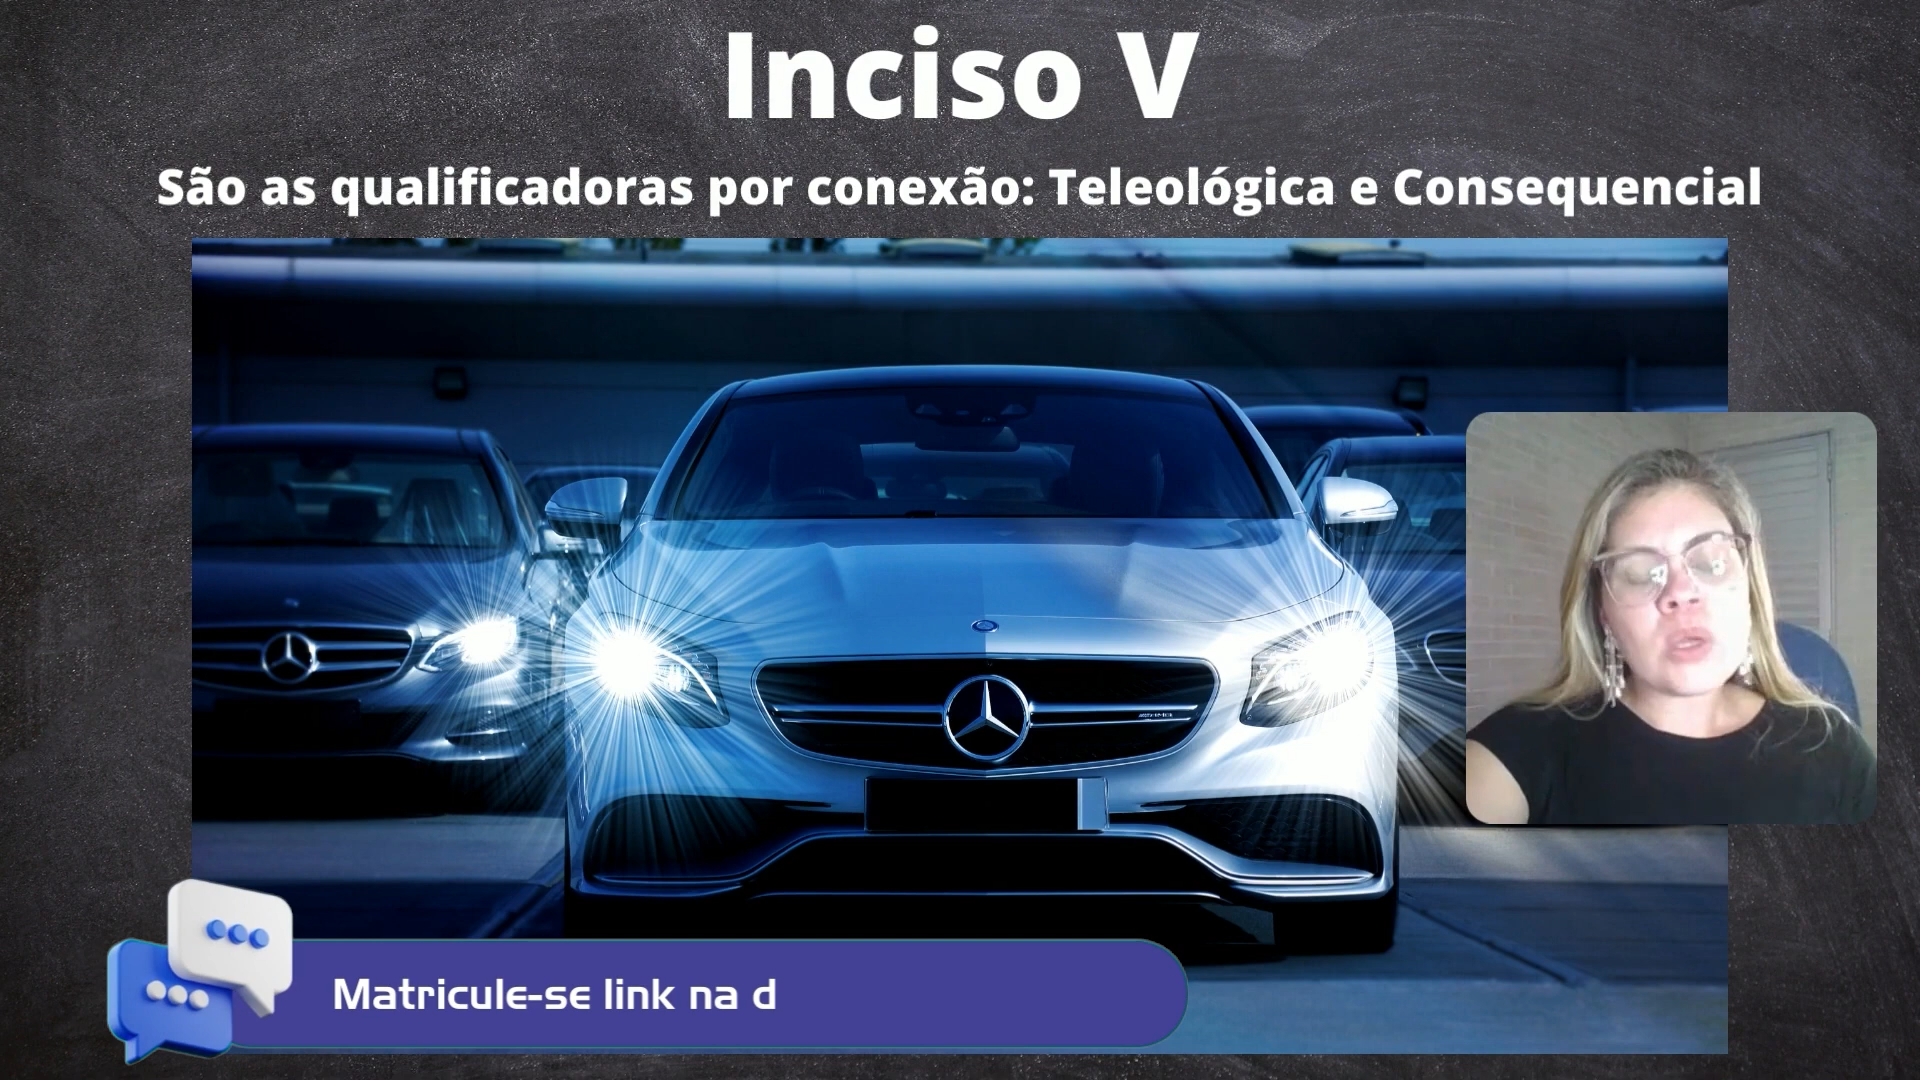 Inciso V
São as qualificadoras por conexão: Teleológica e Consequencial
Matricule-se link na d